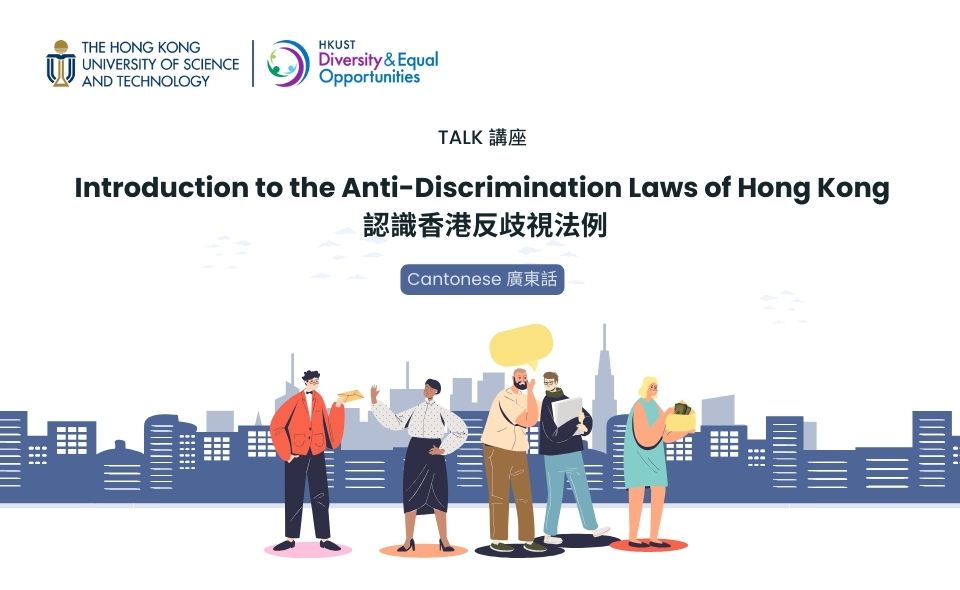 THE HONG KONG
UNIVERSITY OF SCIENCE
AND TECHNOLOGY
HKUST
Diversity & Equal
Opportunities
TALK 講座
Introduction to the Anti-Discrimination Laws of Hong Kong
認識香港反歧視法例
Cantonese 廣東話